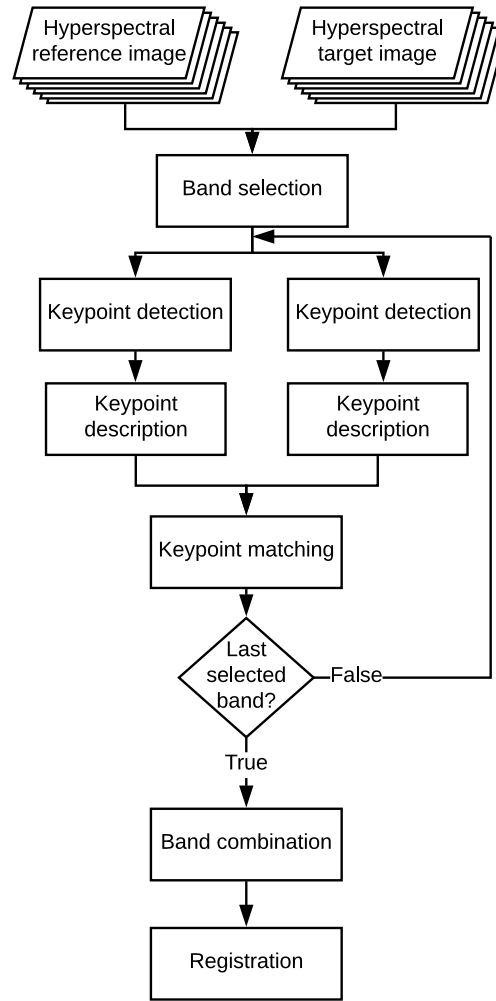 Hyperspectral
reference image
Hyperspectral
target image
Band selection
Keypoint detection
Keypoint detection
Keypoint
description
Keypoint
description
Keypoint matching
Last
selected
band?
False
True
Band combination
Registration